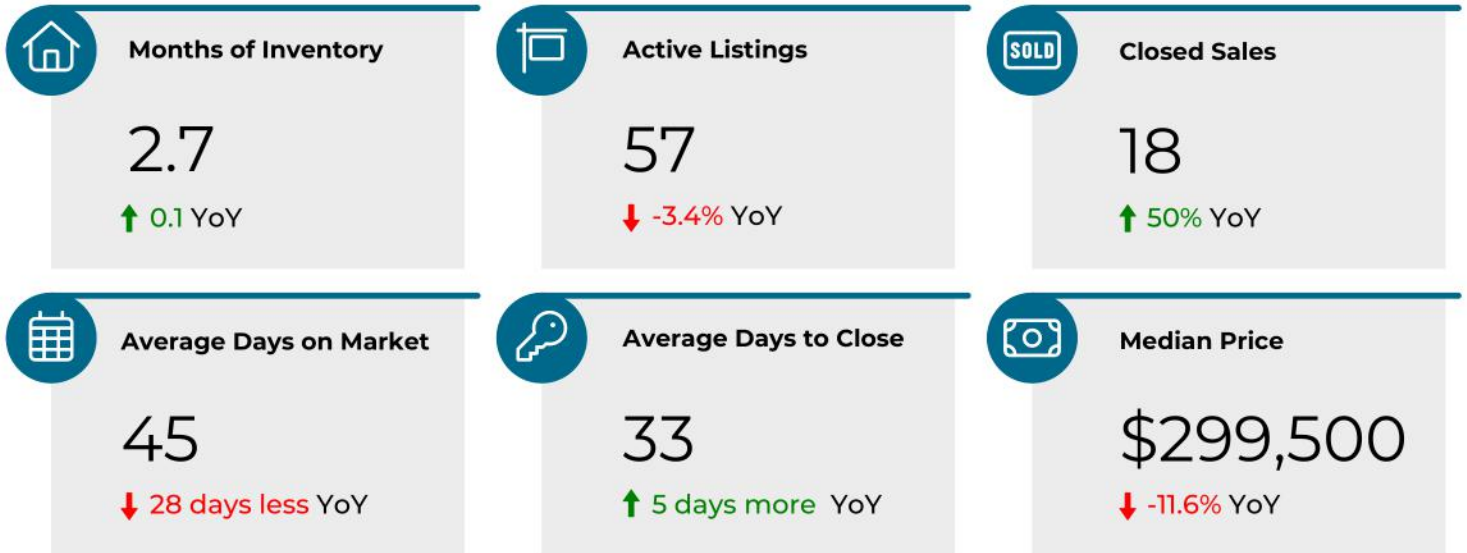 Months of Inventory
2.7
↑ 0.1 YoY
Active Listings
57
↓ -3.4% YoY
SOLD
Closed Sales
18
↑ 50% YoY
Average Days on Market
45
↓ 28 days less YoY
Average Days to Close
33
↑ 5 days more YoY
Median Price
$299,500
↓ -11.6% YoY